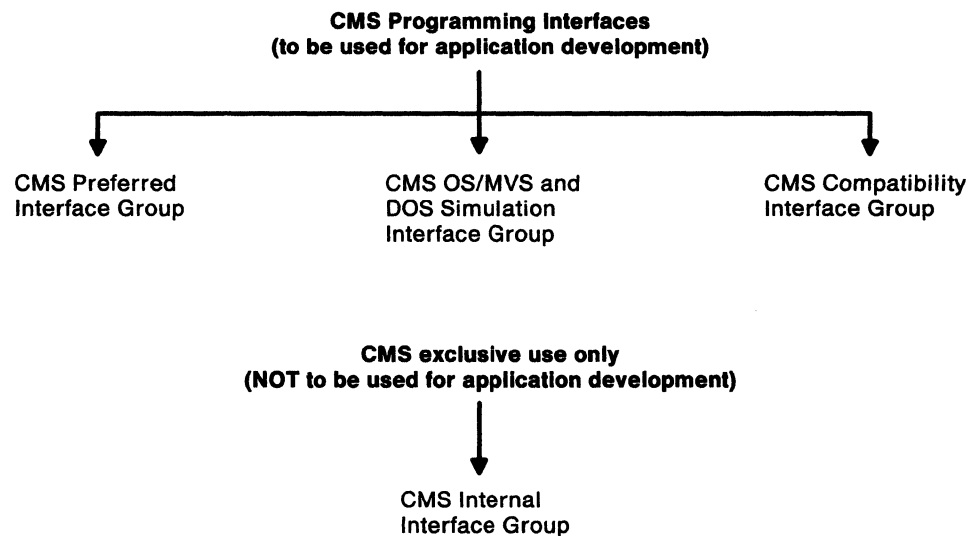 CMS Programming Interfaces
(to be used for application development)
CMS Preferred
Interface Group
CMS OS/MVS and
DOS Simulation
Interface Group
CMS Compatibility
Interface Group
CMS exclusive use only
(NOT to be used for application development)
CMS Internal
Interface Group